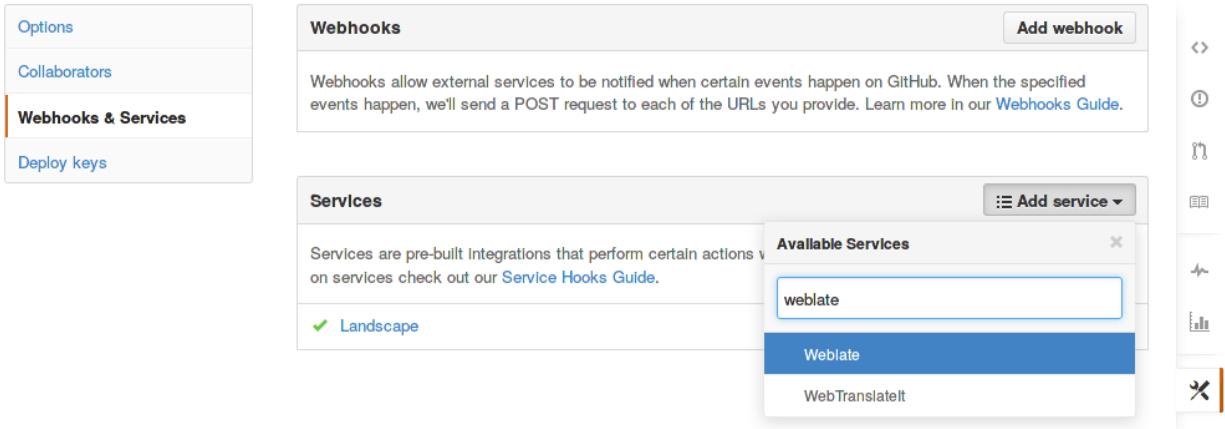 Options
Collaborators
Webhooks & Services
Deploy keys
Webhooks
Add webhook
Webhooks allow external services to be notified when certain events happen on GitHub. When the specified
events happen, we'll send a POST request to each of the URLs you provide. Learn more in our Webhooks Guide.
Services
Add service
Services are pre-built integrations that perform certain actions
on services check out our Service Hooks Guide.
Landscape
Available Services
weblate
Weblate
WebTranslateIt